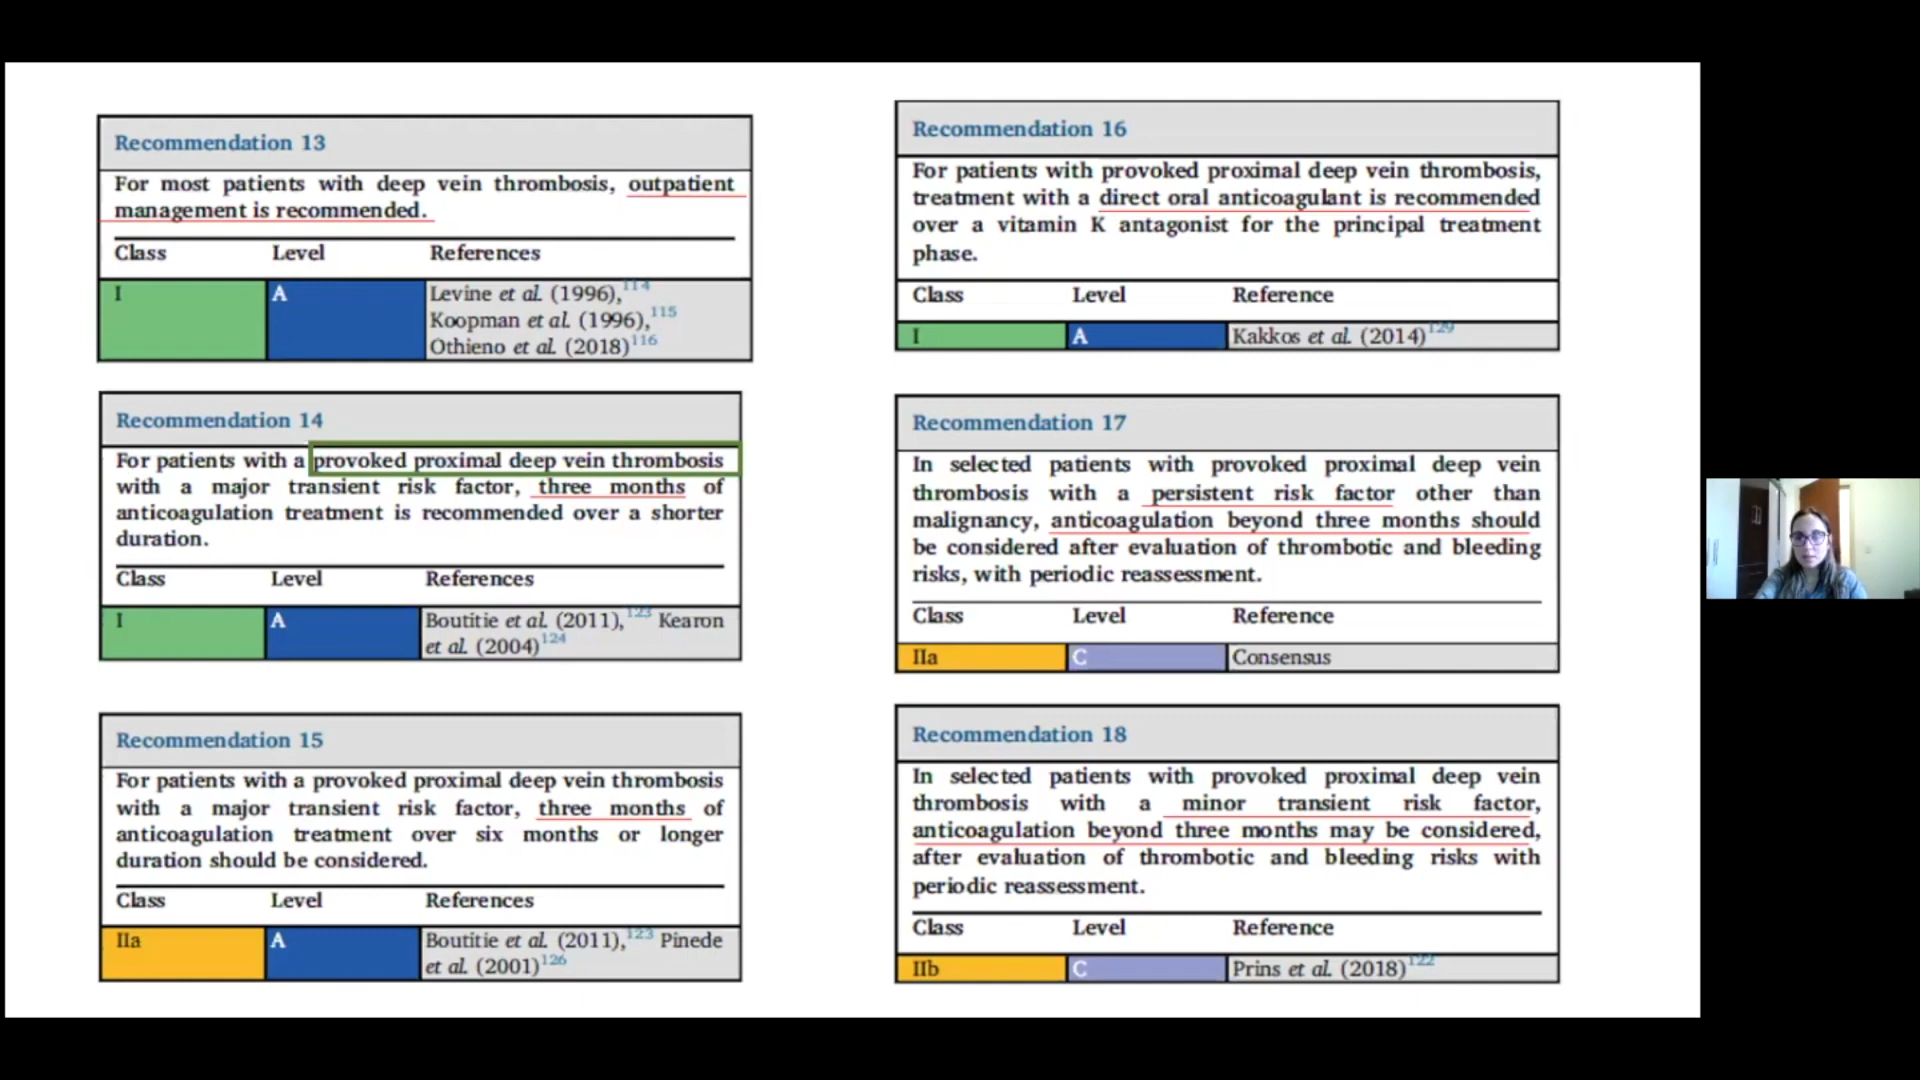 Recommendation 13
For most patients with deep vein thrombosis, outpatient
management is recommended.
Class Level References
I A Levine et al. (1996),114
Koopman et al. (1996),115
Othieno et al. (2018)116
Recommendation 14
For patients with a provoked proximal deep vein thrombosis
with a major transient risk factor, three months of
anticoagulation treatment is recommended over a shorter
duration.
Class Level References
I A Boutitie et al. (2011),123 Kearon
et al. (2004)124
Recommendation 15
For patients with a provoked proximal deep vein thrombosis
with a major transient risk factor, three months of
anticoagulation treatment over six months or longer
duration should be considered.
Class Level References
IIa A Boutitie et al. (2011),123 Pinede
et al. (2001)126
Recommendation 16
For patients with provoked proximal deep vein thrombosis,
treatment with a direct oral anticoagulant is recommended
over a vitamin K antagonist for the principal treatment
phase.
Class Level Reference
I A Kakkos et al. (2014)129
Recommendation 17
In selected patients with provoked proximal deep vein
thrombosis with a persistent risk factor other than
malignancy, anticoagulation beyond three months should
be considered after evaluation of thrombotic and bleeding
risks, with periodic reassessment.
Class Level Reference
IIa C Consensus
Recommendation 18
In selected patients with provoked proximal deep vein
thrombosis with a minor transient risk factor,
anticoagulation beyond three months may be considered,
after evaluation of thrombotic and bleeding risks with
periodic reassessment.
Class Level Reference
IIb C Prins et al. (2018)122